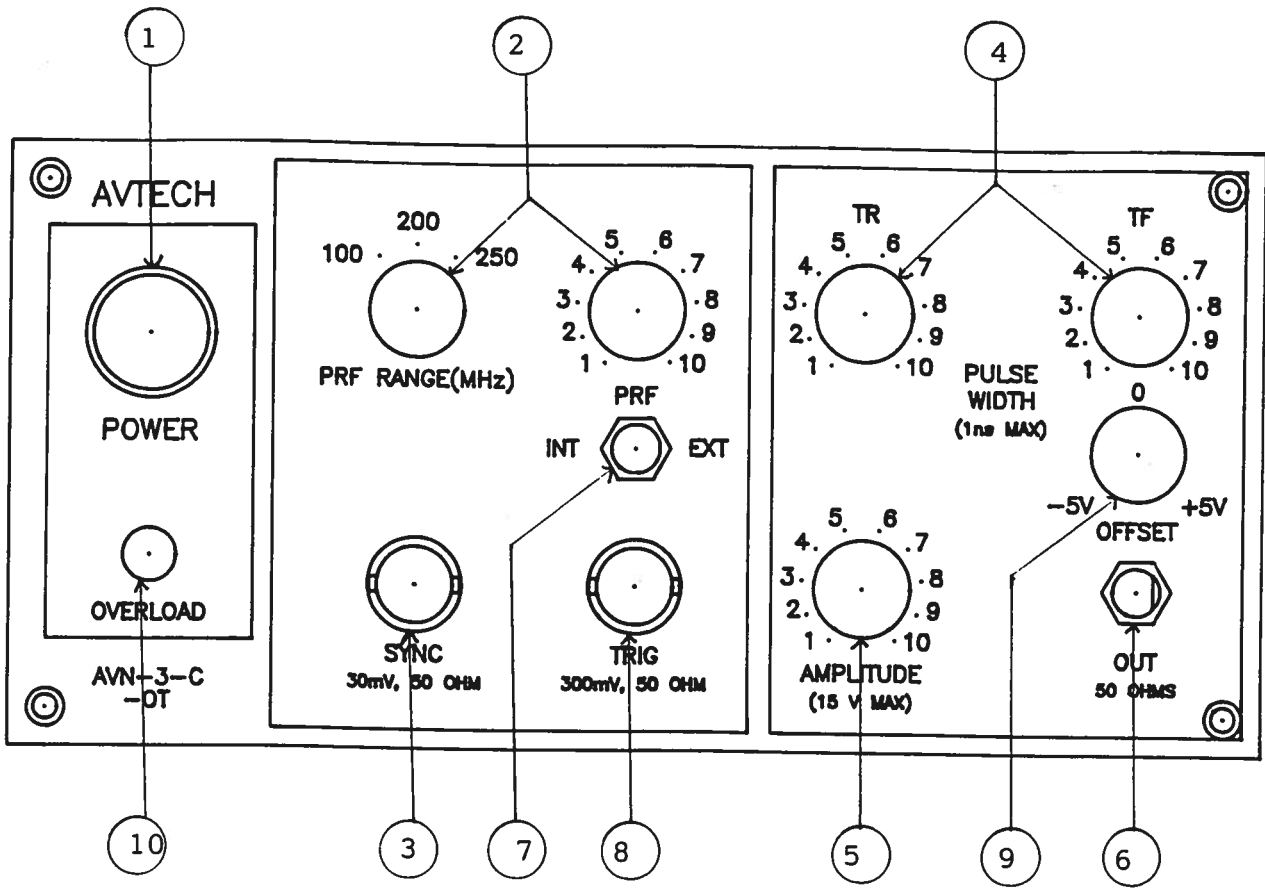 1
2
4
AVTECH
POWER
OVERLOAD
AVN-3-C
-OT
100
200
250
PRF RANGE(MHz)
1
2
3
4
5
6
7
8
9
10
PRF
INT
EXT
SYNC
30mV, 50 OHM
TRIG
300mV, 50 OHM
TR
1
2
3
4
5
6
7
8
9
10
TF
1
2
3
4
5
6
7
8
9
10
PULSE
WIDTH
(1ns MAX)
0
-5V
+5V
OFFSET
1
2
3
4
5
6
7
8
9
10
AMPLITUDE
(15 V MAX)
OUT
50 OHMS
10
3
7
8
5
9
6